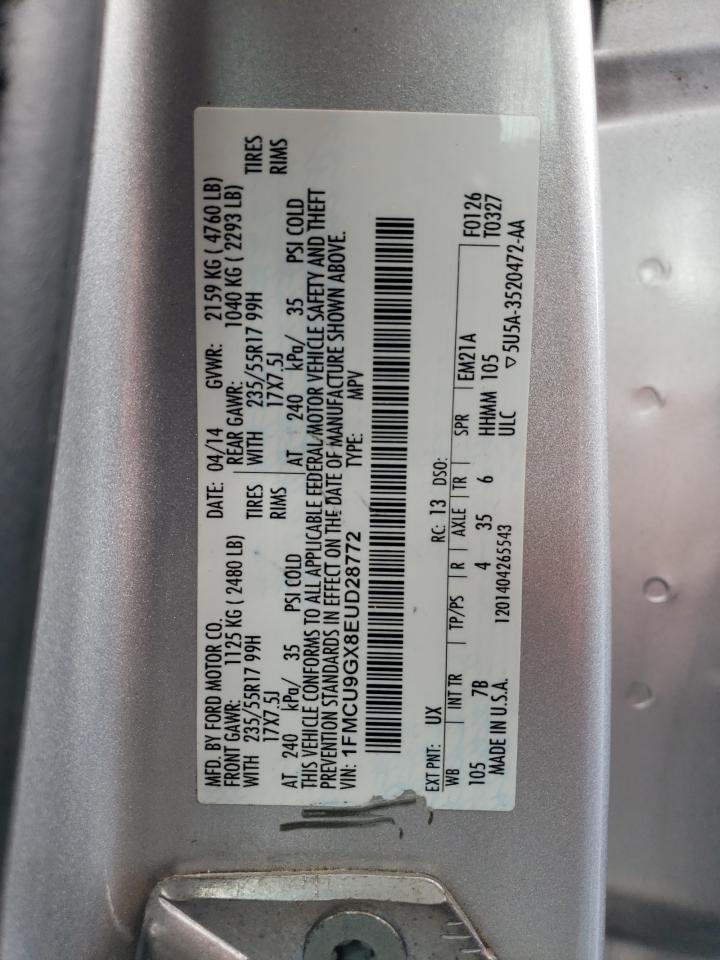 MFD. BY FORD MOTOR CO.
DATE: 04/14 GVWR: 2159 KG ( 4760 LB)
FRONT GAWR: 1125 KG ( 2480 LB) REAR GAWR: 1040 KG ( 2293 LB)
WITH 235/55R17 99H TIRES WITH 235/55R17 99H TIRES
17X7.5J RIMS 17X7.5J RIMS
AT 240 kPa/ 35 PSI COLD AT 240 kPa/ 35 PSI COLD
THIS VEHICLE CONFORMS TO ALL APPLICABLE FEDERAL MOTOR VEHICLE SAFETY AND THEFT
PREVENTION STANDARDS IN EFFECT ON THE DATE OF MANUFACTURE SHOWN ABOVE.
VIN: 1FMCU9GX8EUD28772 TYPE: MPV
EXT PNT: UX RC: 13 DSO: F0126
WB INT TR TP/PS R AXLE TR SPR EM21A T0327
105 7B 4 35 6 HHMM 105
MADE IN U.S.A. 1201404265543 ULC ▽5U5A-3520472-AA